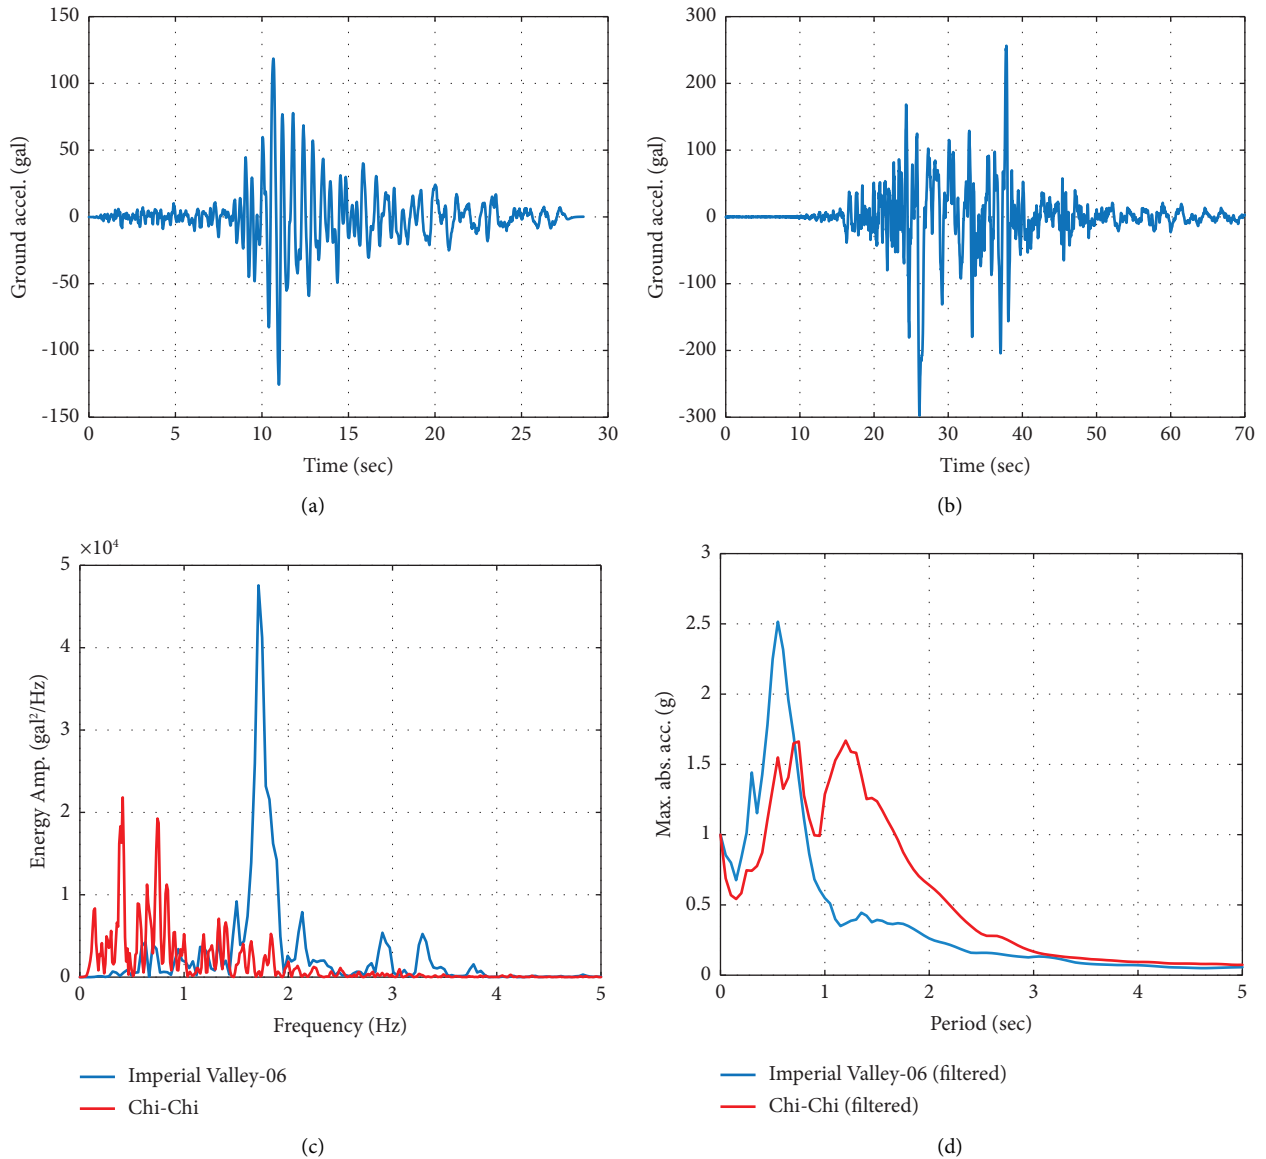 150
100
50
0
-50
-100
-150
Ground accel. (gal)
0 5 10 15 20 25 30
Time (sec)
(a)
300
200
100
0
-100
-200
-300
Ground accel. (gal)
0 10 20 30 40 50 60 70
Time (sec)
(b)
×10⁴
5
4
3
2
1
0
Energy Amp. (gal²/Hz)
0 1 2 3 4 5
Frequency (Hz)
Imperial Valley-06
Chi-Chi
(c)
3
2.5
2
1.5
1
0.5
0
Max. abs. acc. (g)
0 1 2 3 4 5
Period (sec)
Imperial Valley-06 (filtered)
Chi-Chi (filtered)
(d)